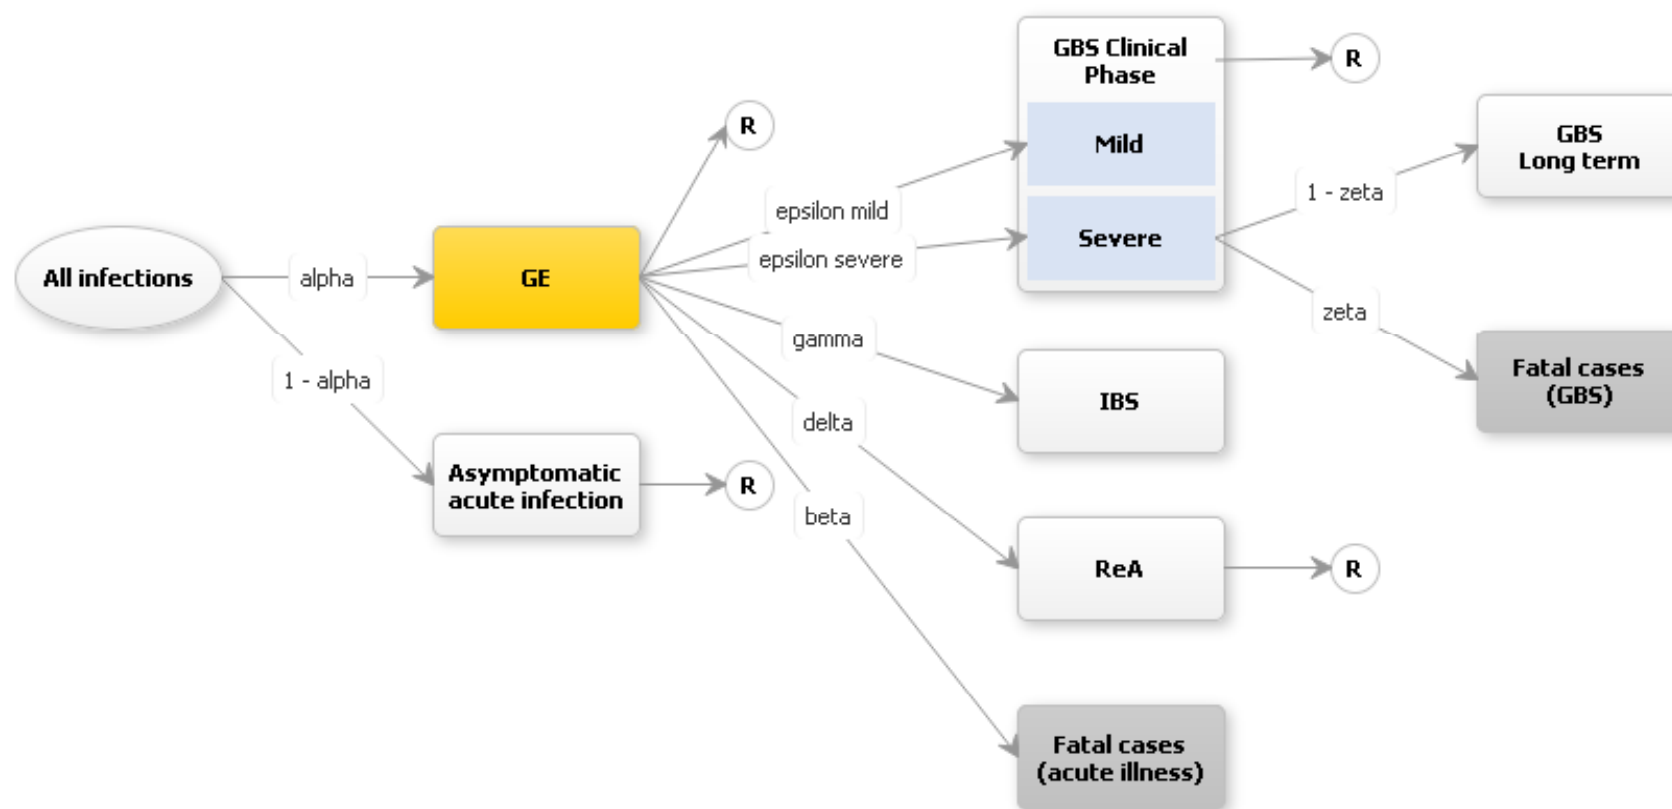 GBS Clinical
Phase
R
GBS
Long term
R
Mild
1 - zeta
epsilon mild
Severe
epsilon severe
All infections
alpha
GE
zeta
gamma
1 - alpha
Fatal cases
(GBS)
IBS
delta
Asymptomatic
acute infection
R
beta
ReA
R
Fatal cases
(acute illness)